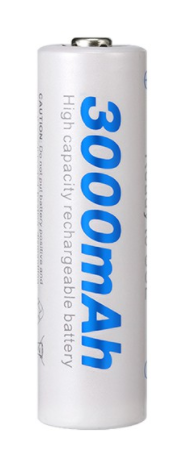 3000mAh
High capacity rechargeable battery
CAUTION: Do not put battery positive and